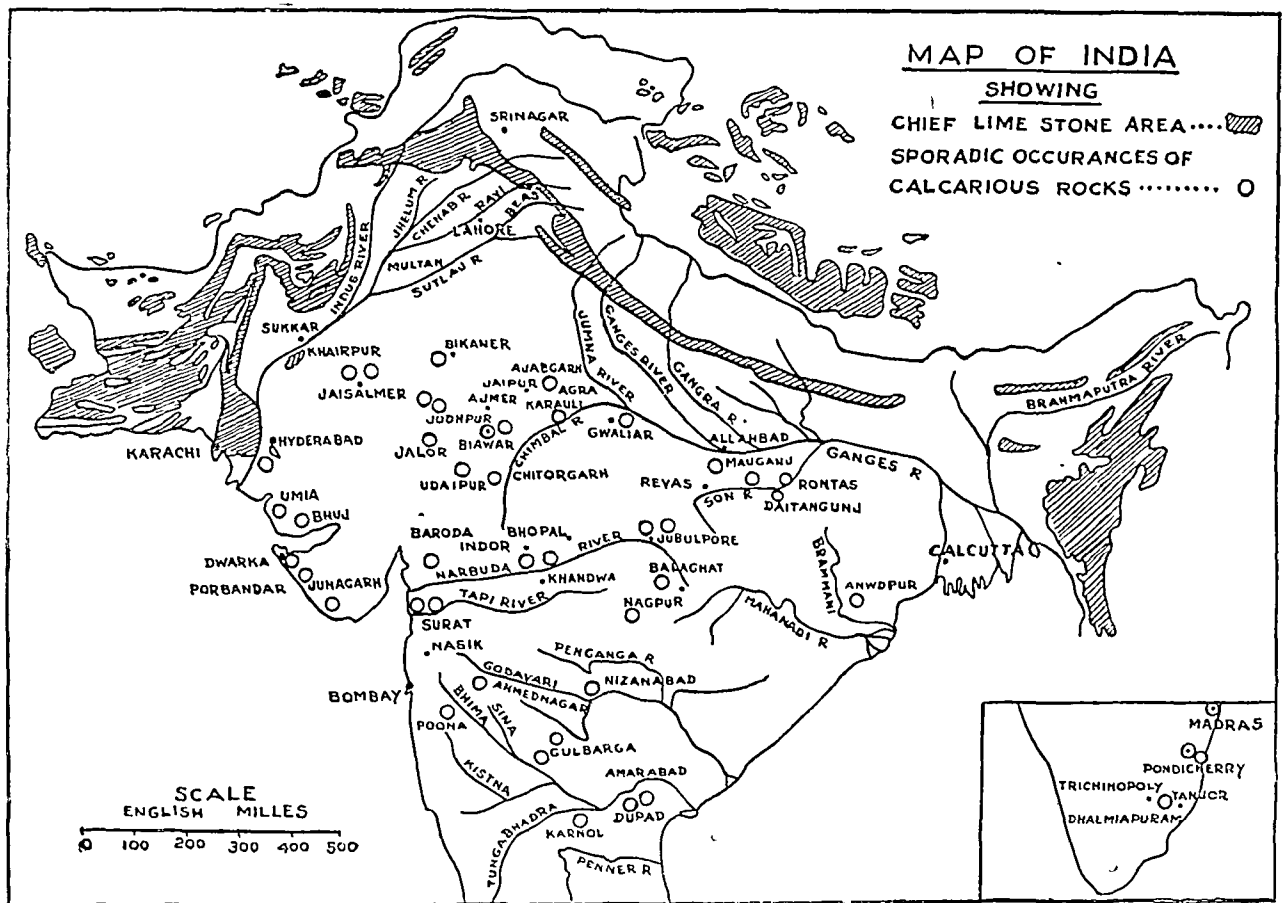 MAP OF INDIA
SHOWING
CHIEF LIME STONE AREA....
SPORADIC OCCURANCES OF
CALCARIOUS ROCKS .........
SRINAGAR
JHELUM R
CHENAB R
RAVI
BEAS
LAHORE
INDUS RIVER
MULTAN
SUTLAJ R
SUKKAR
KHAIRPUR
JAISALMER
BIKANER
AJABGARH
JAIPUR
AGRA
AJMER
KARAULI
JODHPUR
BIAWAR
JALOR
CHIMBAL R
GWALIAR
UDAIPUR
CHITORGARH
JUMNA RIVER
GANGES RIVER
GANGRA R.
ALLAHBAD
MAUGANJ
GANGES R
REVAS
SON R
RONTAS
DAITANGUNJ
BRAHMAPUTRA RIVER
KARACHI
HYDERABAD
UMIA
BHUJ
DWARKA
PORBANDAR
JUNAGARH
BARODA
BHOPAL
INDOR
NARBUDA RIVER
JUBULPORE
KHANDWA
BALAGHAT
TAPI RIVER
NAGPUR
BRAMMANI
CALCUTTA
ANWDPUR
MAHANADI R
SURAT
NASIK
PENGANGA R
GODAVARI
NIZANABAD
BOMBAY
AHMEDNAGAR
BHIMA
SINA
POONA
GULBARGA
KISTNA
AMARABAD
DUPAD
KARNOL
TUNGABHADRA
PENNER R
SCALE
ENGLISH MILLES
0 100 200 300 400 500
MADRAS
PONDICHERRY
TRICHINOPOLY
TANJOR
DHALMIAPURAM